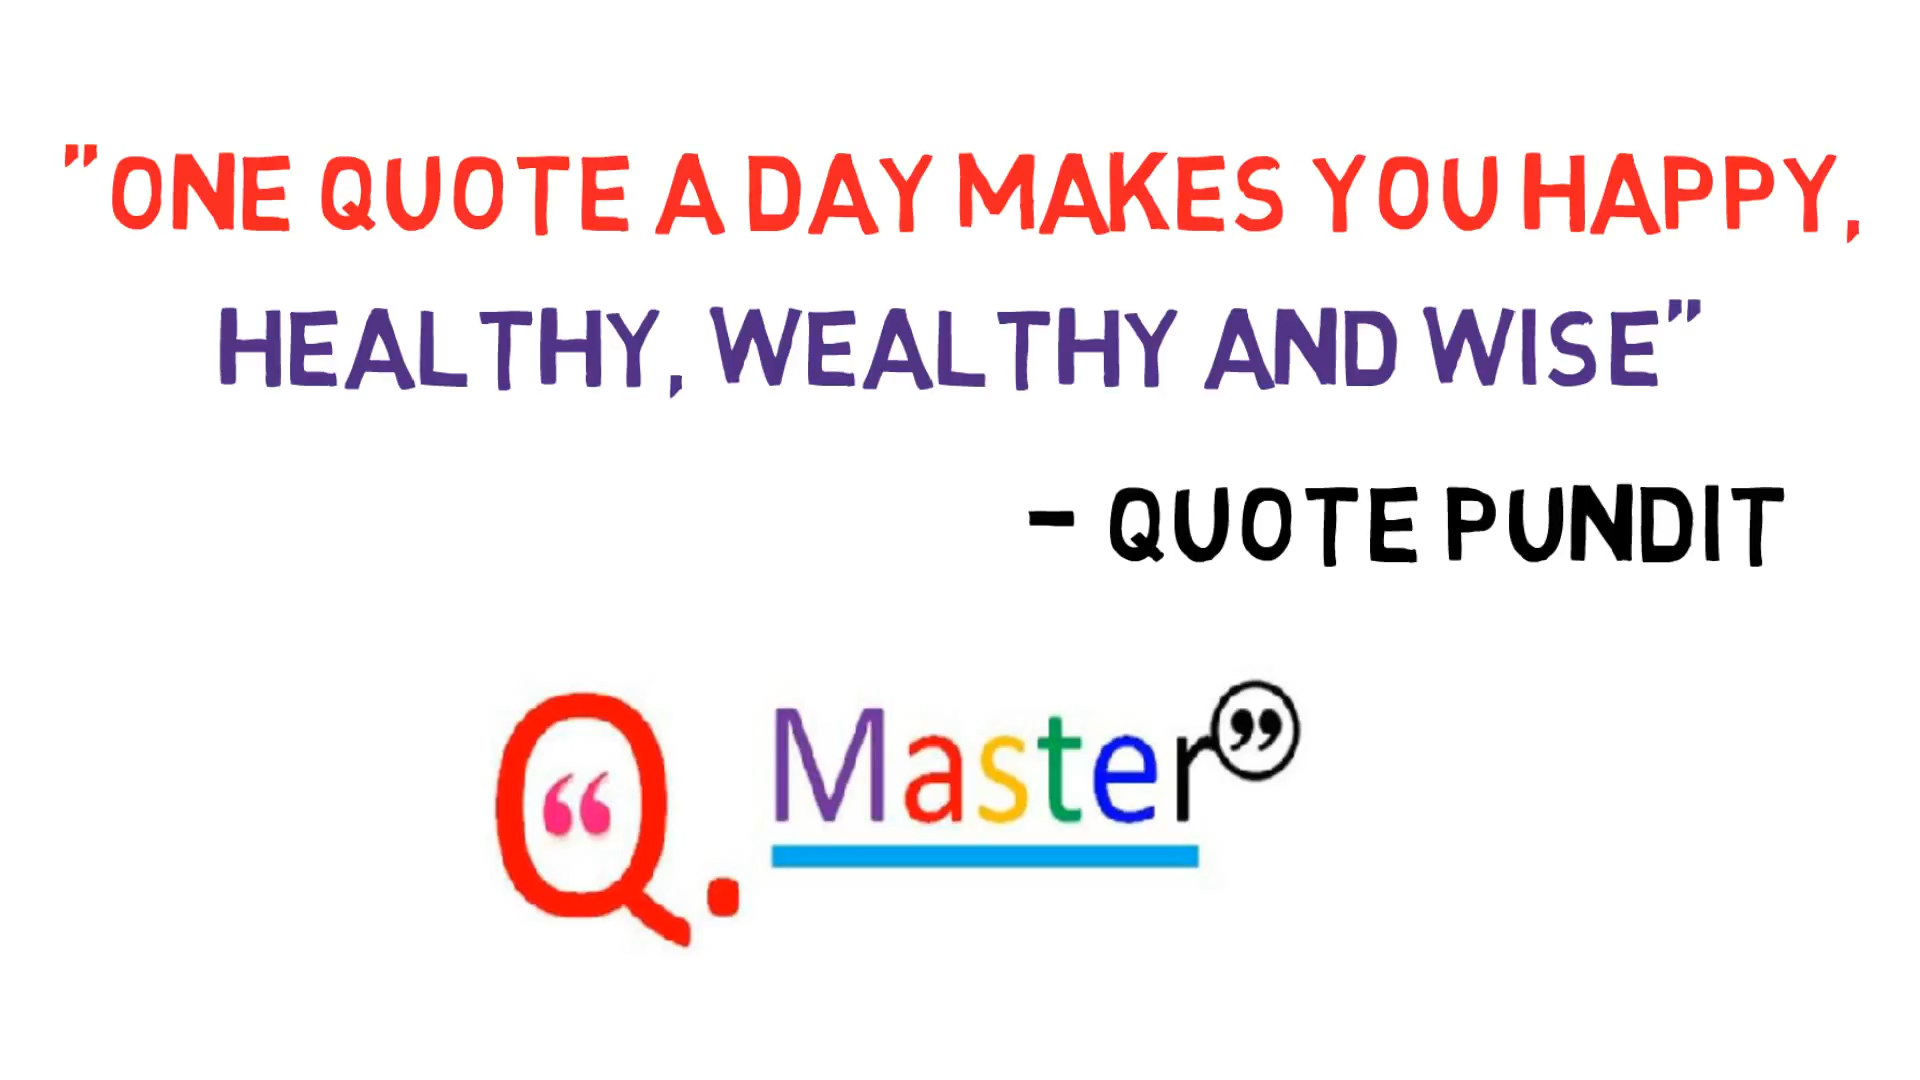 "ONE QUOTE A DAY MAKES YOU HAPPY,
HEALTHY, WEALTHY AND WISE"
- QUOTE PUNDIT
“ Q. Master ”